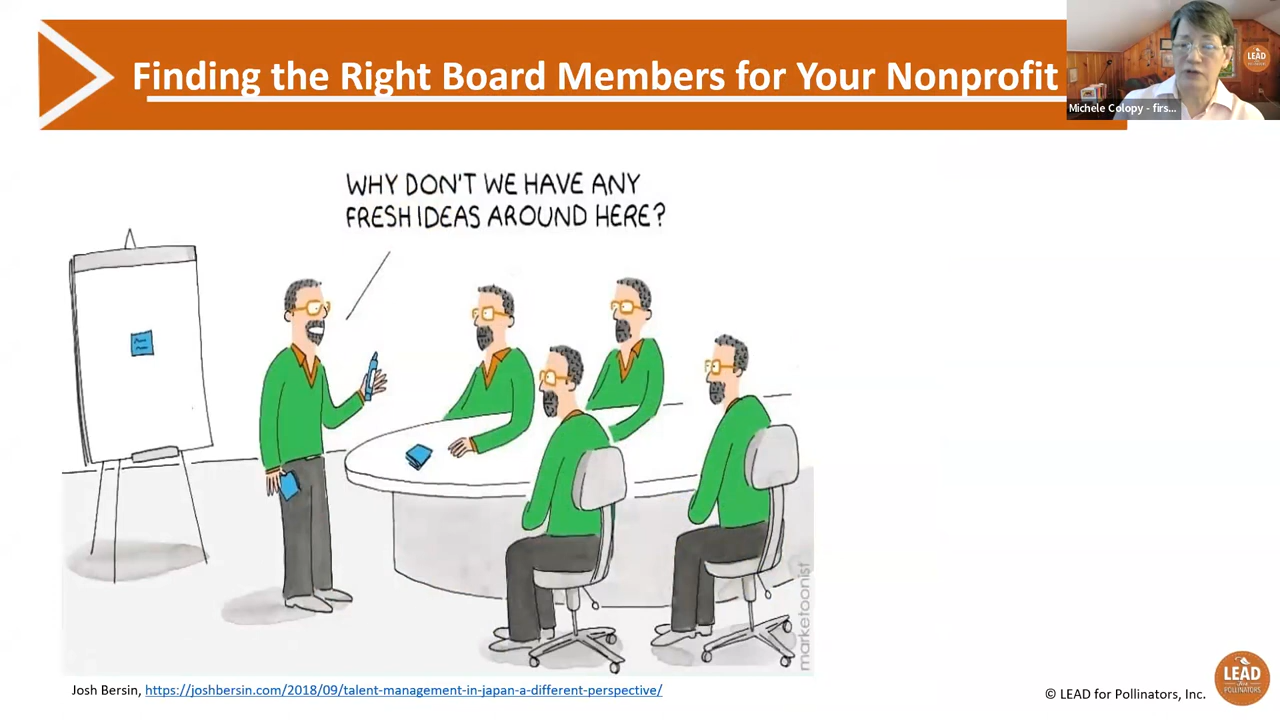 Finding the Right Board Members for Your Nonprofit
LEAD
Michele Colopy - firs...
WHY DON'T WE HAVE ANY
FRESH IDEAS AROUND HERE?
marketoonist
Josh Bersin, https://joshbersin.com/2018/09/talent-management-in-japan-a-different-perspective/
© LEAD for Pollinators, Inc.
LEAD
for
POLLINATORS